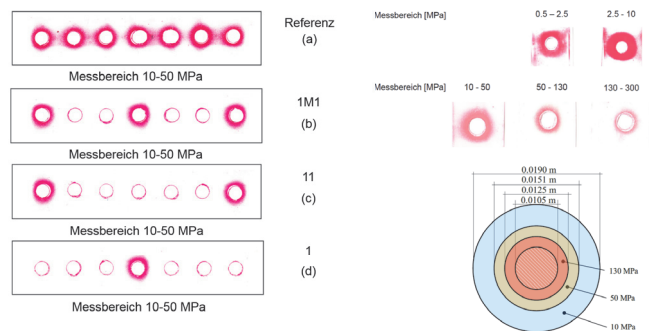 Referenz
(a)
Messbereich 10-50 MPa
1M1
(b)
Messbereich 10-50 MPa
11
(c)
Messbereich 10-50 MPa
1
(d)
Messbereich 10-50 MPa
Messbereich [MPa] 0.5 – 2.5 2.5 - 10
Messbereich [MPa] 10 - 50 50 - 130 130 - 300
0.0190 m
0.0151 m
0.0125 m
0.0105 m
130 MPa
50 MPa
10 MPa